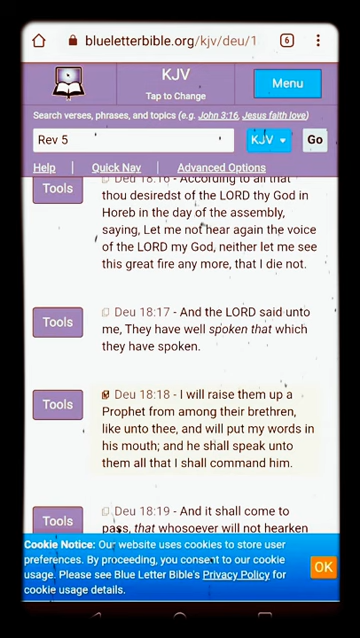 blueletterbible.org/kjv/deu/1
6
KJV
Tap to Change
Menu
Search verses, phrases, and topics (e.g. John 3:16, Jesus faith love)
Rev 5
KJV
Go
Help
Quick Nav
Advanced Options
Tools
Deu 18:16 - According to all that
thou desiredst of the LORD thy God in
Horeb in the day of the assembly,
saying, Let me not hear again the voice
of the LORD my God, neither let me see
this great fire any more, that I die not.
Tools
Deu 18:17 - And the LORD said unto
me, They have well spoken that which
they have spoken.
Tools
Deu 18:18 - I will raise them up a
Prophet from among their brethren,
like unto thee, and will put my words in
his mouth; and he shall speak unto
them all that I shall command him.
Tools
Deu 18:19 - And it shall come to
pass, that whosoever will not hearken
Cookie Notice: Our website uses cookies to store user
preferences. By proceeding, you consent to our cookie
usage. Please see Blue Letter Bible's Privacy Policy for
cookie usage details.
OK